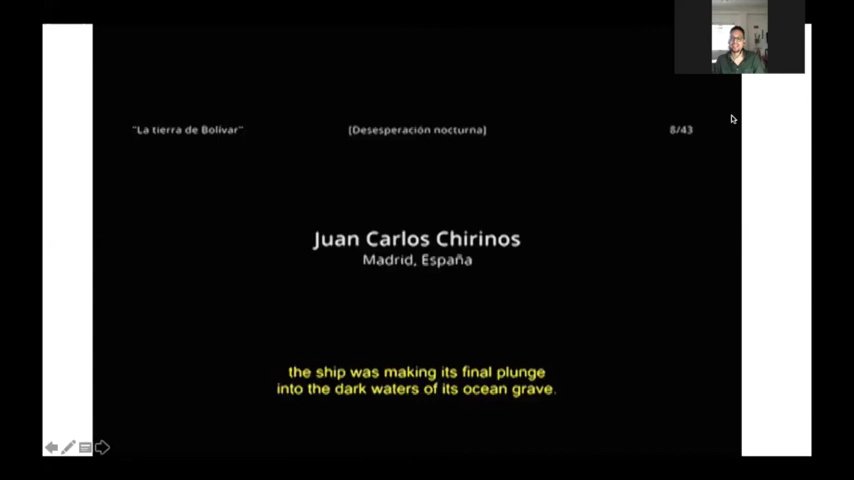 "La tierra de Bolívar"
[Desesperación nocturna]
8/43
Juan Carlos Chirinos
Madrid, España
the ship was making its final plunge
into the dark waters of its ocean grave.